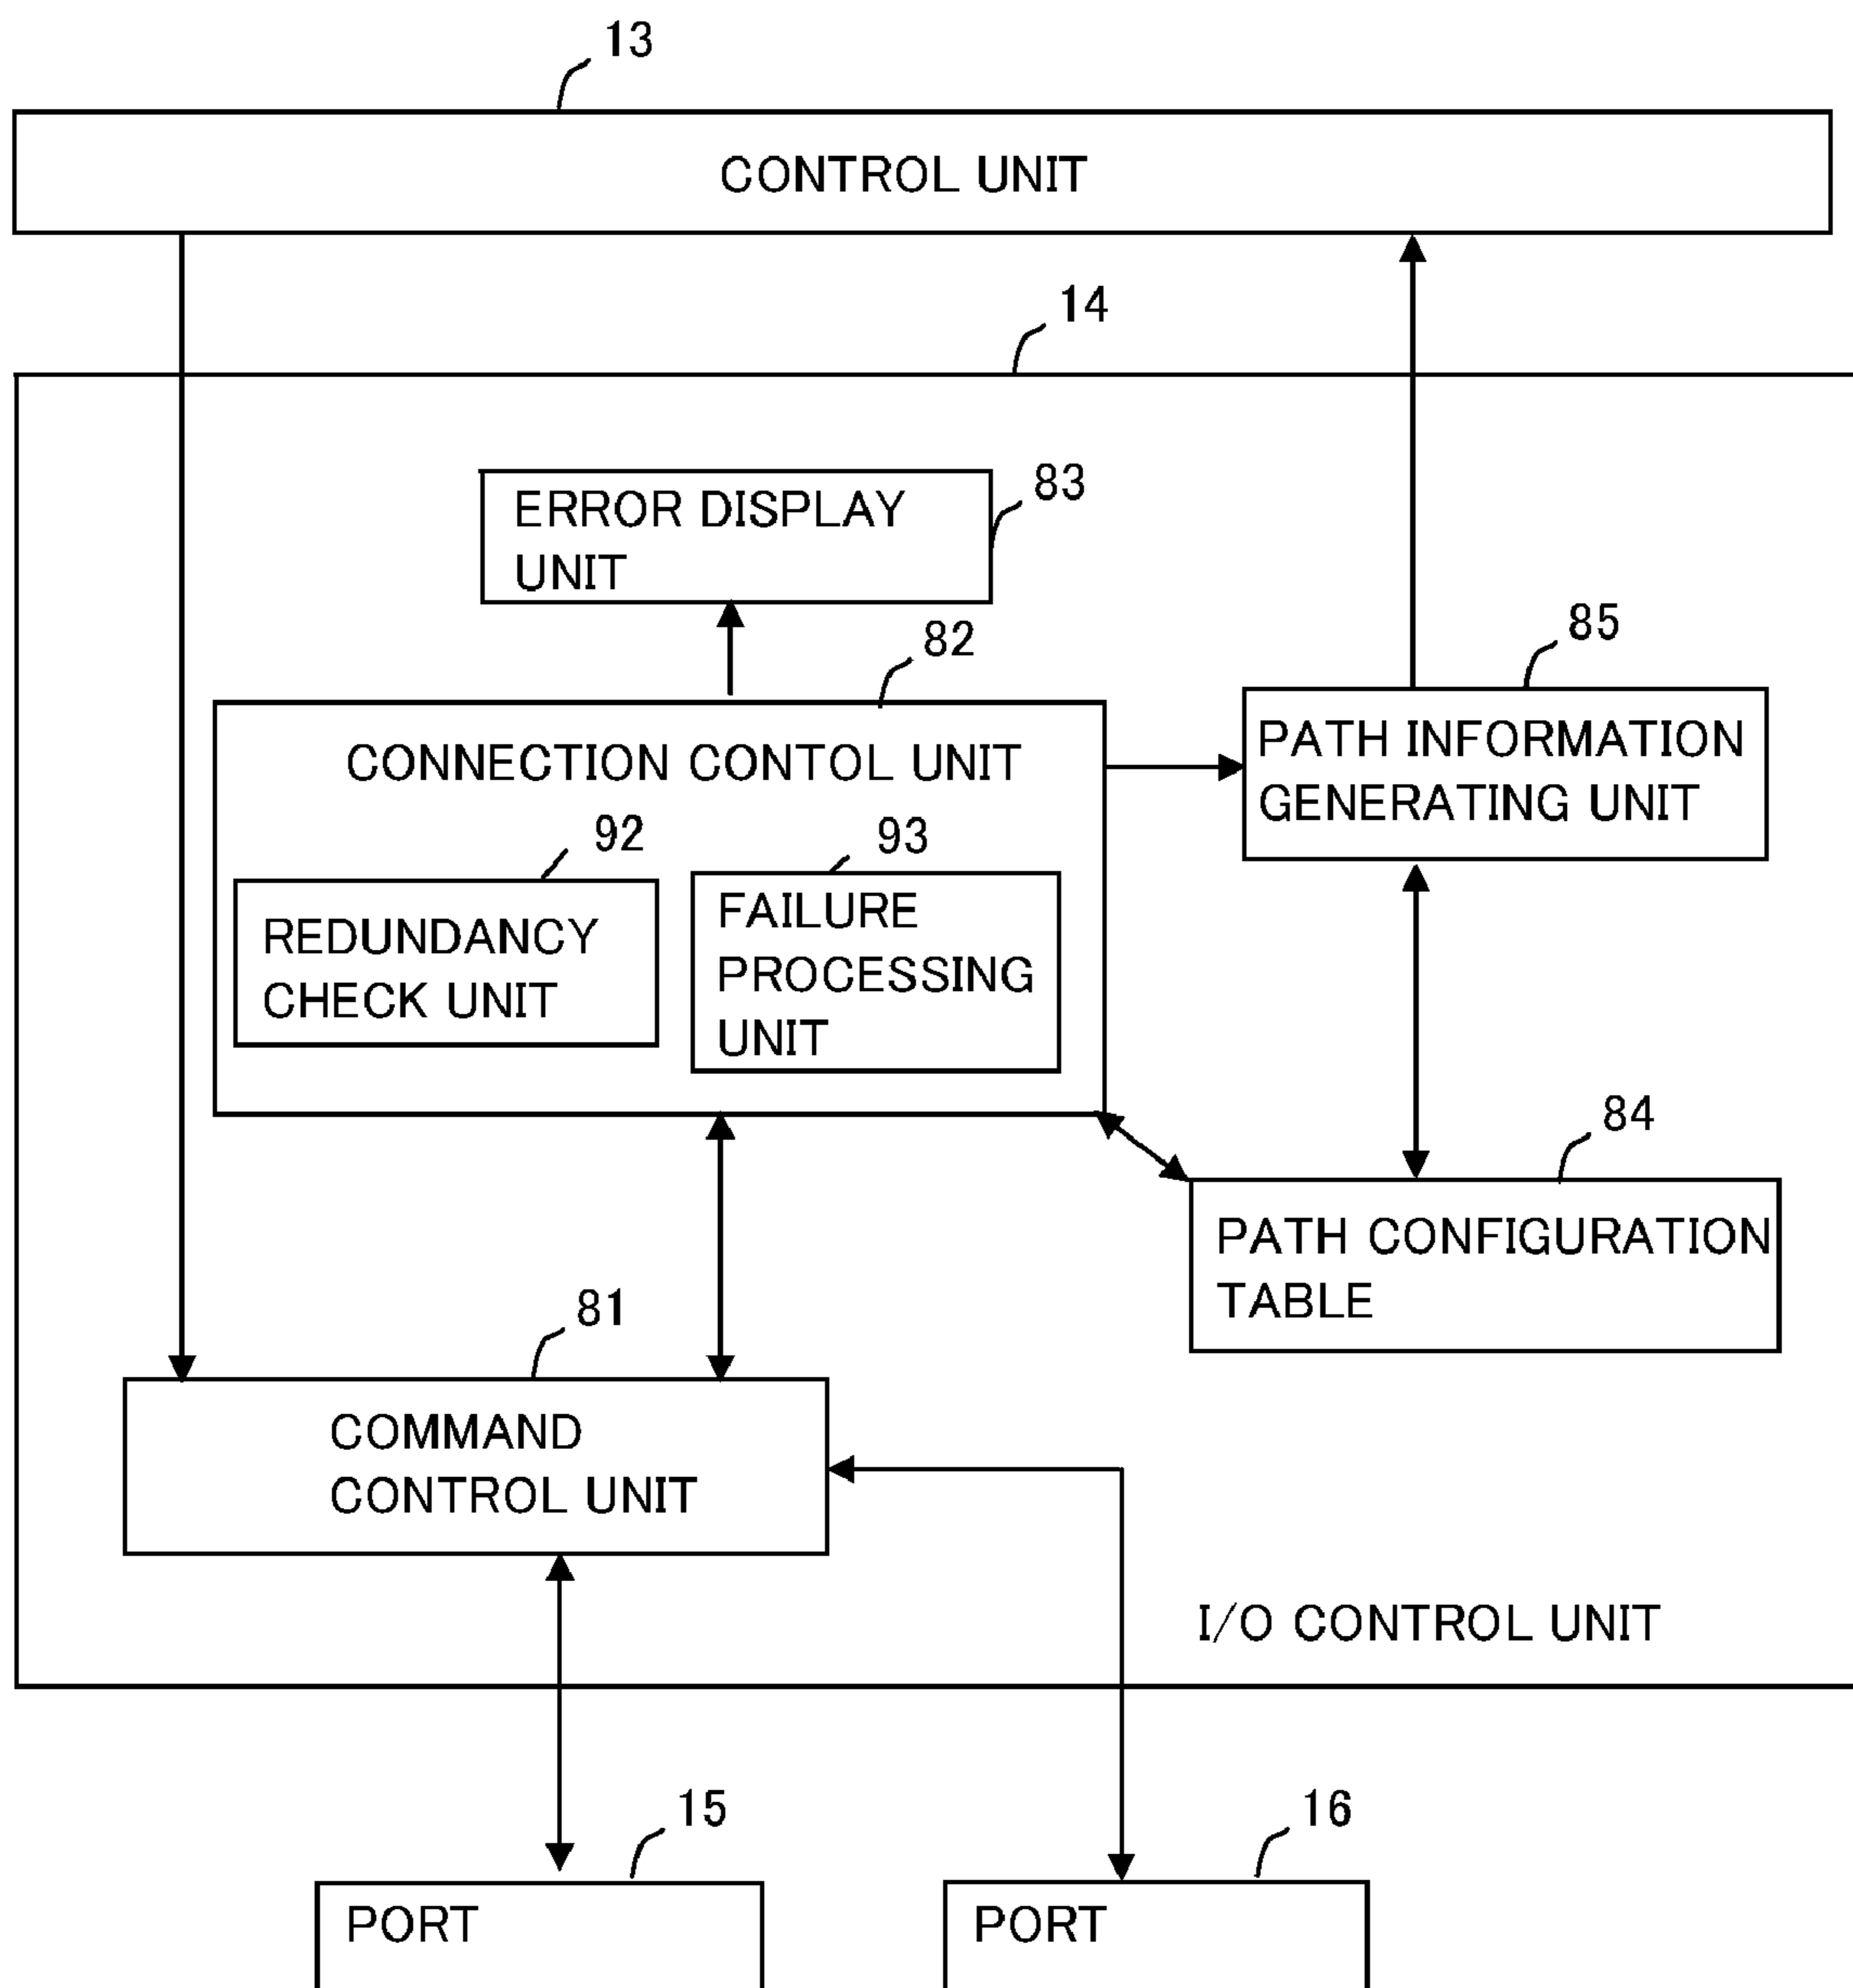 13
CONTROL UNIT
14
ERROR DISPLAY
UNIT
83
82
85
CONNECTION CONTOL UNIT
PATH INFORMATION
GENERATING UNIT
92
93
REDUNDANCY
CHECK UNIT
FAILURE
PROCESSING
UNIT
84
PATH CONFIGURATION
TABLE
81
COMMAND
CONTROL UNIT
I/O CONTROL UNIT
15
16
PORT
PORT